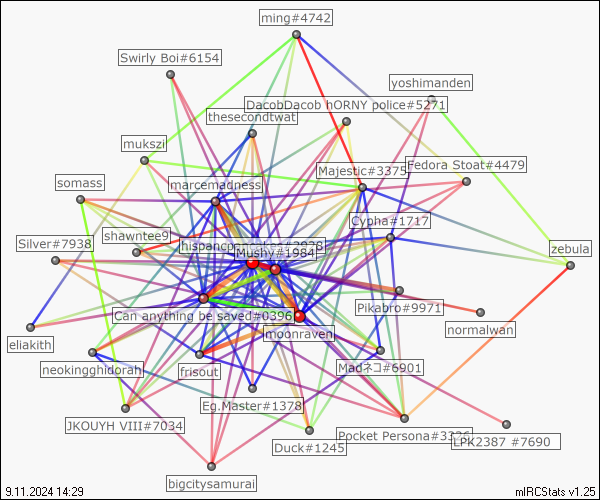 ming#4742
Swirly Boi#6154
yoshimanden
DacobDacob hORNY police#5271
thesecondtwat
mukszi
Majestic#3375
Fedora Stoat#4479
somass
marcemadness
Cypha#1717
shawntee9
Silver#7938
Mushy#1984
zebula
Can anything be saved#0396
Pikabro#9971
normalwan
moonraven
eliakith
neokingghidorah
frisout
Madネコ#6901
Eg.Master#1378
JKOUYH VIII#7034
Pocket Persona#3326
LPK2387 #7690
Duck#1245
bigcitysamurai
9.11.2024 14:29
mIRCStats v1.25